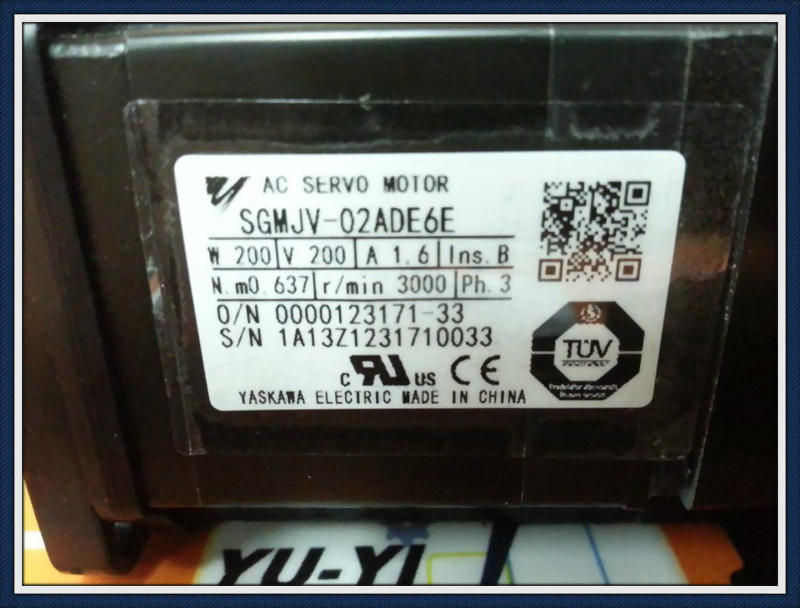 AC SERVO MOTOR
SGMJV-02ADE6E
W 200 V 200 A 1.6 Ins. B
N.m0.637 r/min 3000 Ph. 3
O/N 0000123171-33
S/N 1A13Z1231710033
c RU US CE
TÜV
YASKAWA ELECTRIC MADE IN CHINA
YU-YI